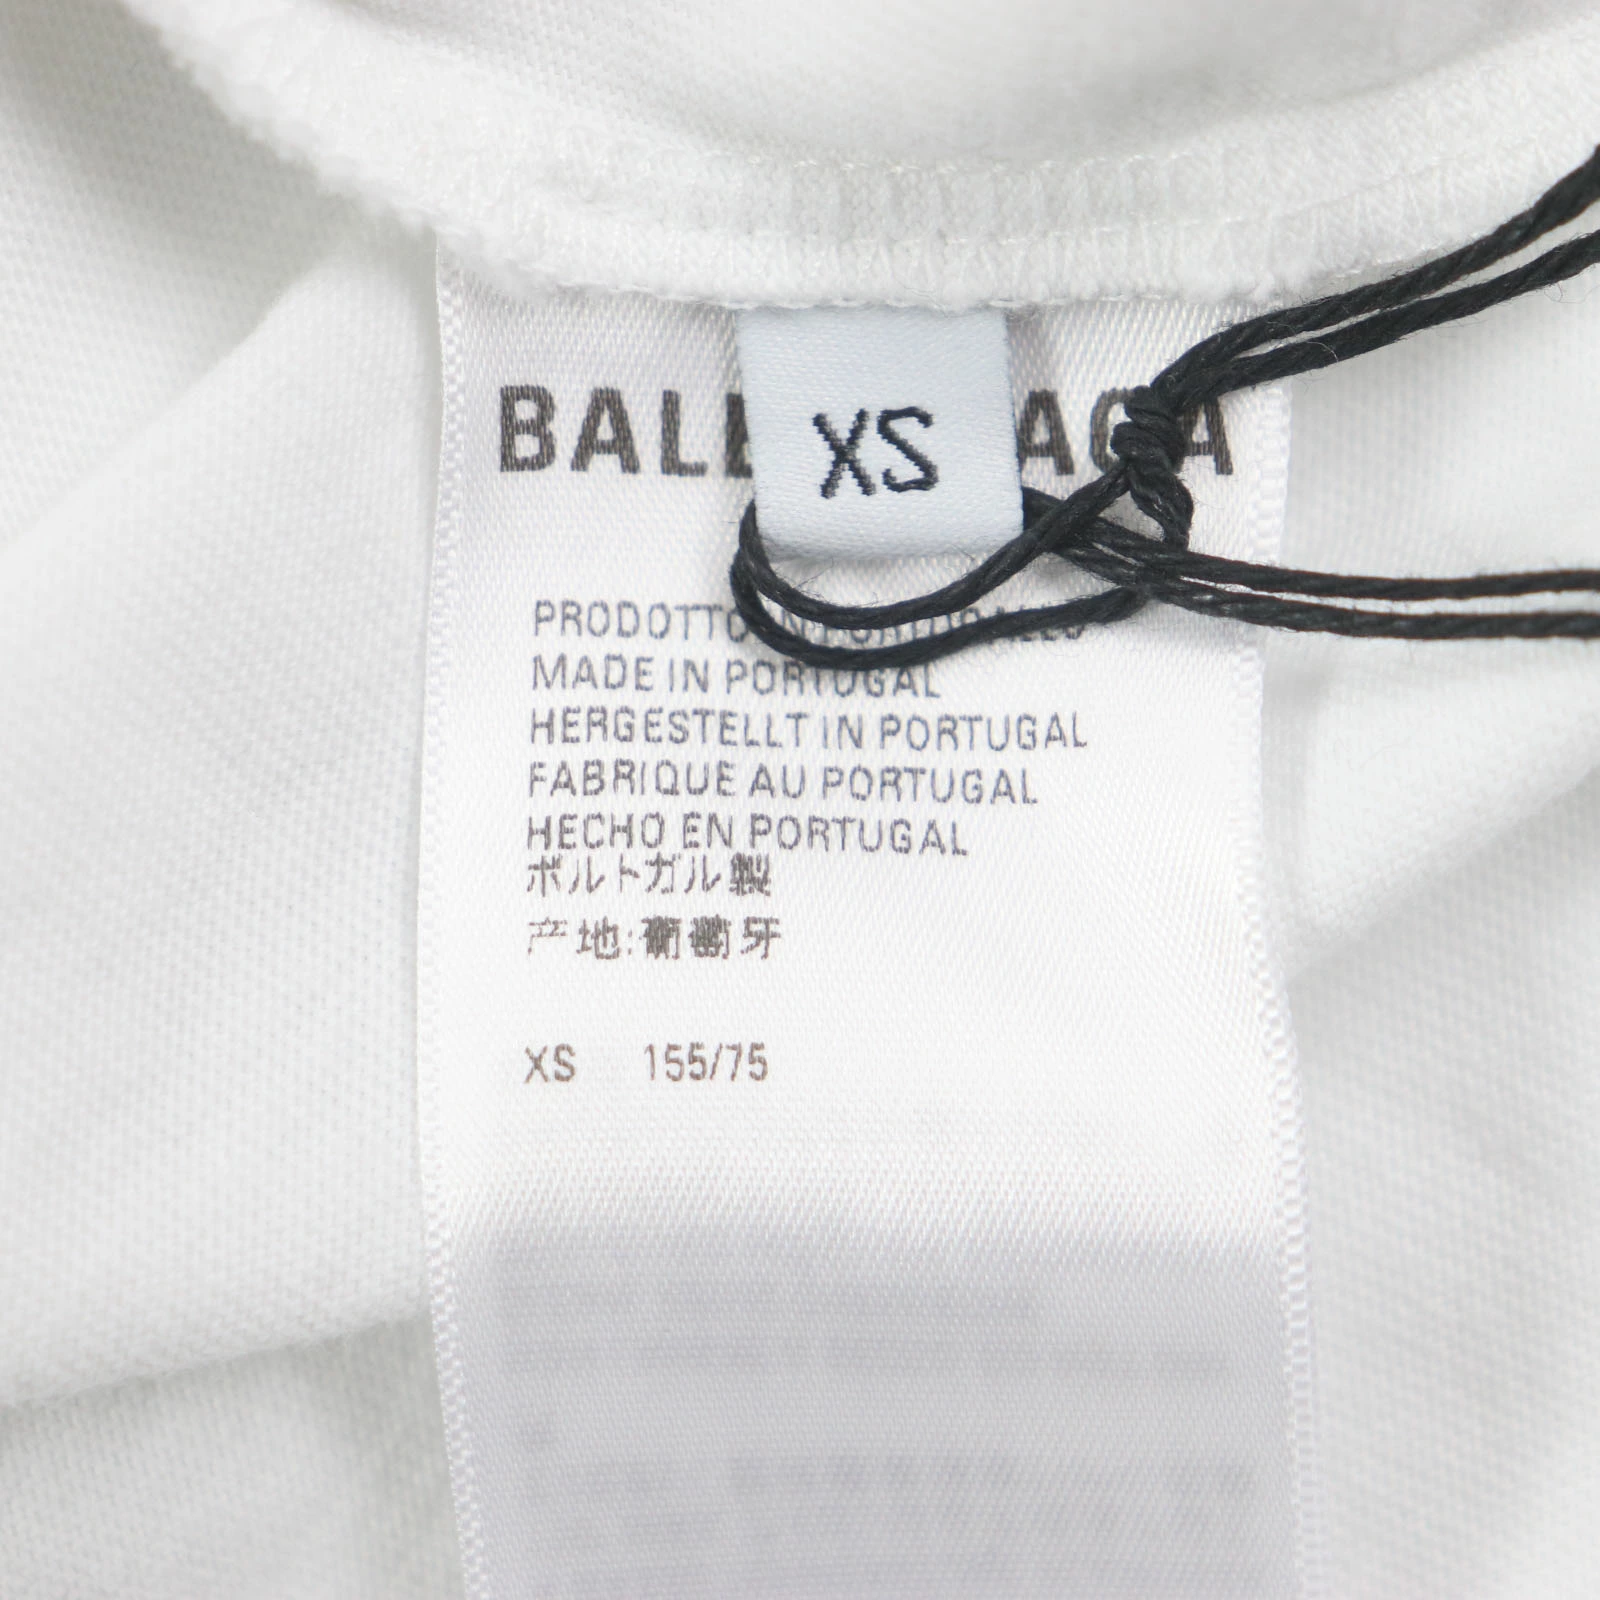 XS
PRODOTTO
MADE IN PORTUGAL
HERGESTELLT IN PORTUGAL
FABRIQUE AU PORTUGAL
HECHO EN PORTUGAL
ポルトガル製
产地:葡萄牙
XS 155/75